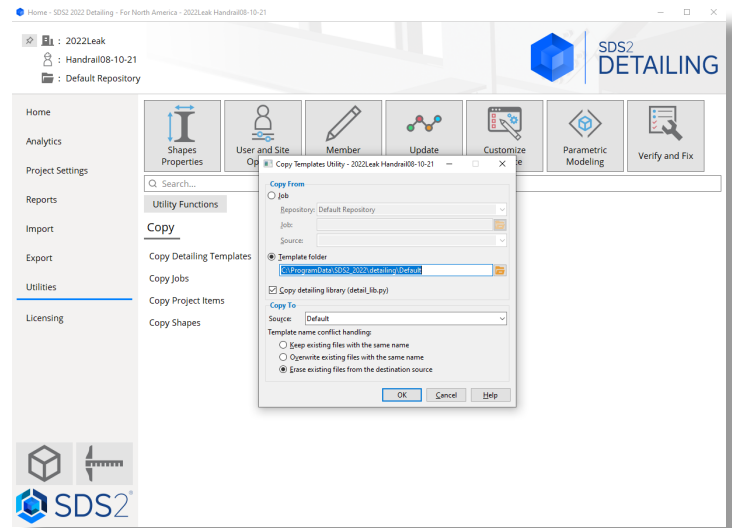 Home - SDS2 2022 Detailing - For North America - 2022Leak Handrail08-10-21
: 2022Leak
: Handrail08-10-21
: Default Repository
SDS2
DETAILING
Home
Analytics
Project Settings
Reports
Import
Export
Utilities
Licensing
Shapes
Properties
User and Site
Op
Member
Update
Customize
Parametric
Modeling
Verify and Fix
Search...
Utility Functions
Copy
Copy Detailing Templates
Copy Jobs
Copy Project Items
Copy Shapes
Copy Templates Utility - 2022Leak Handrail08-10-21
Copy From
Job
Repository: Default Repository
Job:
Source:
Template folder
C:\ProgramData\SDS2_2022\detailing\Default
Copy detailing library (detail_lib.py)
Copy To
Source: Default
Template name conflict handling:
Keep existing files with the same name
Overwrite existing files with the same name
Erase existing files from the destination source
OK Cancel Help
SDS2®